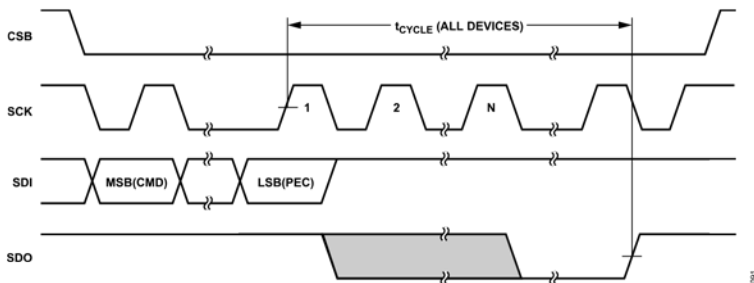 tCYCLE (ALL DEVICES)
CSB
SCK
1
2
N
SDI
MSB(CMD)
LSB(PEC)
SDO